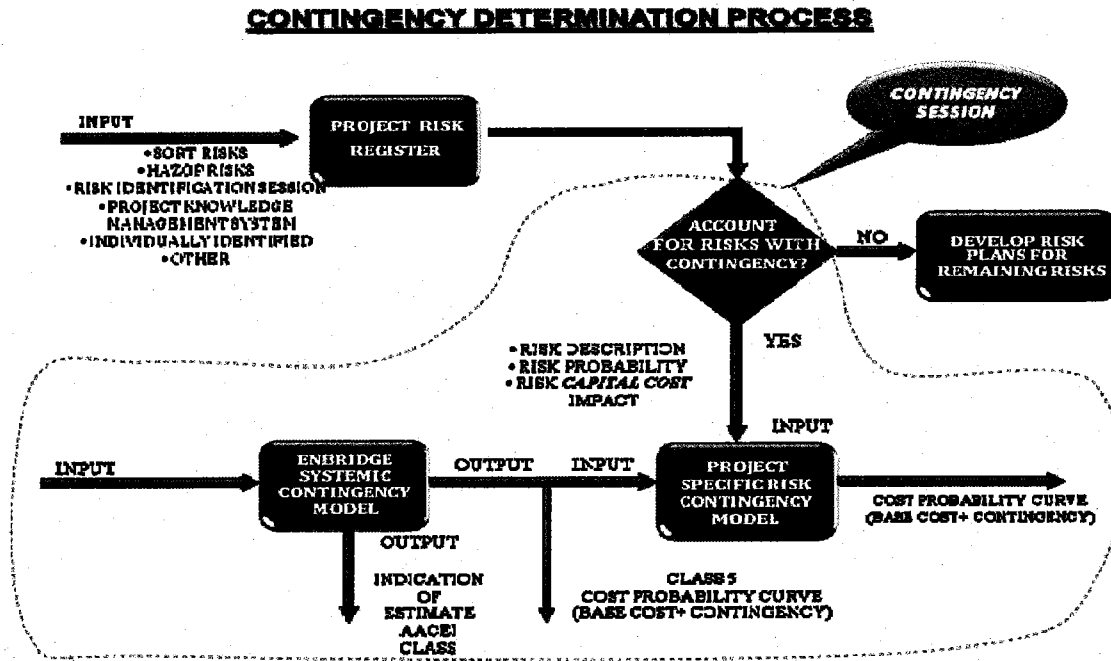 CONTINGENCY DETERMINATION PROCESS
INPUT
•SORT RISKS
•HAZOP RISKS
•RISK IDENTIFICATION SESSION
•PROJECT KNOWLEDGE
MANAGEMENT SYSTEM
•INDIVIDUALLY IDENTIFIED
•OTHER
PROJECT RISK
REGISTER
CONTINGENCY
SESSION
ACCOUNT
FOR RISKS WITH
CONTINGENCY?
NO
DEVELOP RISK
PLANS FOR
REMAINING RISKS
YES
•RISK DESCRIPTION
•RISK PROBABILITY
•RISK CAPITAL COST
IMPACT
INPUT
INPUT
ENBRIDGE
SYSTEMIC
CONTINGENCY
MODEL
OUTPUT
INPUT
PROJECT
SPECIFIC RISK
CONTINGENCY
MODEL
COST PROBABILITY CURVE
(BASE COST+ CONTINGENCY)
OUTPUT
INDICATION
OF
ESTIMATE
AACEI
CLASS
CLASS 5
COST PROBABILITY CURVE
(BASE COST+ CONTINGENCY)